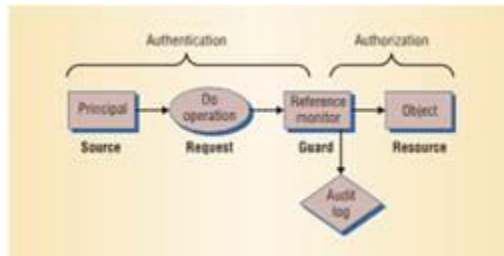 Authentication
Authorization
Principal
Do
operation
Reference
monitor
Object
Source
Request
Guard
Resource
Audit
log